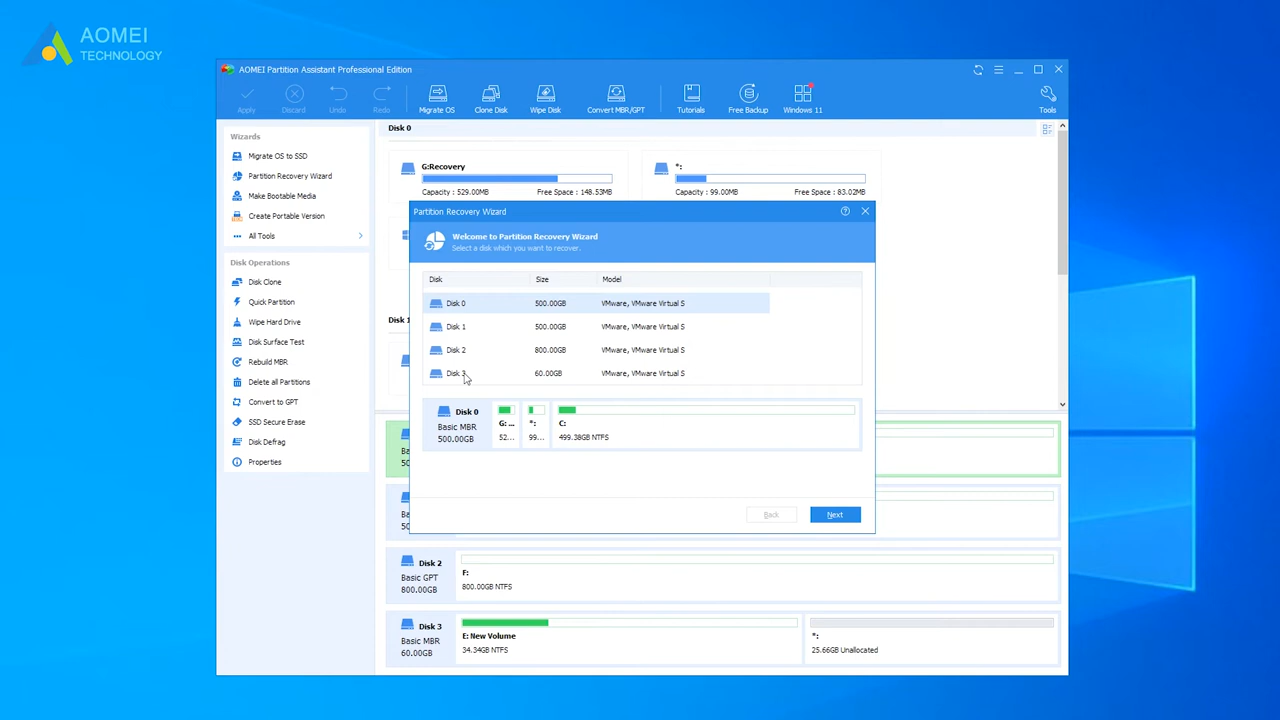 AOMEI
TECHNOLOGY
AOMEI Partition Assistant Professional Edition
Apply Discard Undo Redo Migrate OS Clone Disk Wipe Disk Convert MBR/GPT Tutorials Free Backup Windows 11 Tools
Wizards
Migrate OS to SSD
Partition Recovery Wizard
Make Bootable Media
Create Portable Version
All Tools
Disk Operations
Disk Clone
Quick Partition
Wipe Hard Drive
Disk Surface Test
Rebuild MBR
Delete all Partitions
Convert to GPT
SSD Secure Erase
Disk Defrag
Properties
Disk 0
G:Recovery
Capacity : 529.00MB Free Space : 148.53MB
*:
Capacity : 99.00MB Free Space : 83.02MB
Partition Recovery Wizard
Welcome to Partition Recovery Wizard
Select a disk which you want to recover.
Disk Size Model
Disk 0 500.00GB VMware, VMware Virtual S
Disk 1 500.00GB VMware, VMware Virtual S
Disk 2 800.00GB VMware, VMware Virtual S
Disk 3 60.00GB VMware, VMware Virtual S
Disk 0
Basic MBR
500.00GB
G: ...
52...
*:
99...
C:
499.38GB NTFS
Back Next
Disk 2
Basic GPT
800.00GB
F:
800.00GB NTFS
Disk 3
Basic MBR
60.00GB
E: New Volume
34.34GB NTFS
*:
25.66GB Unallocated